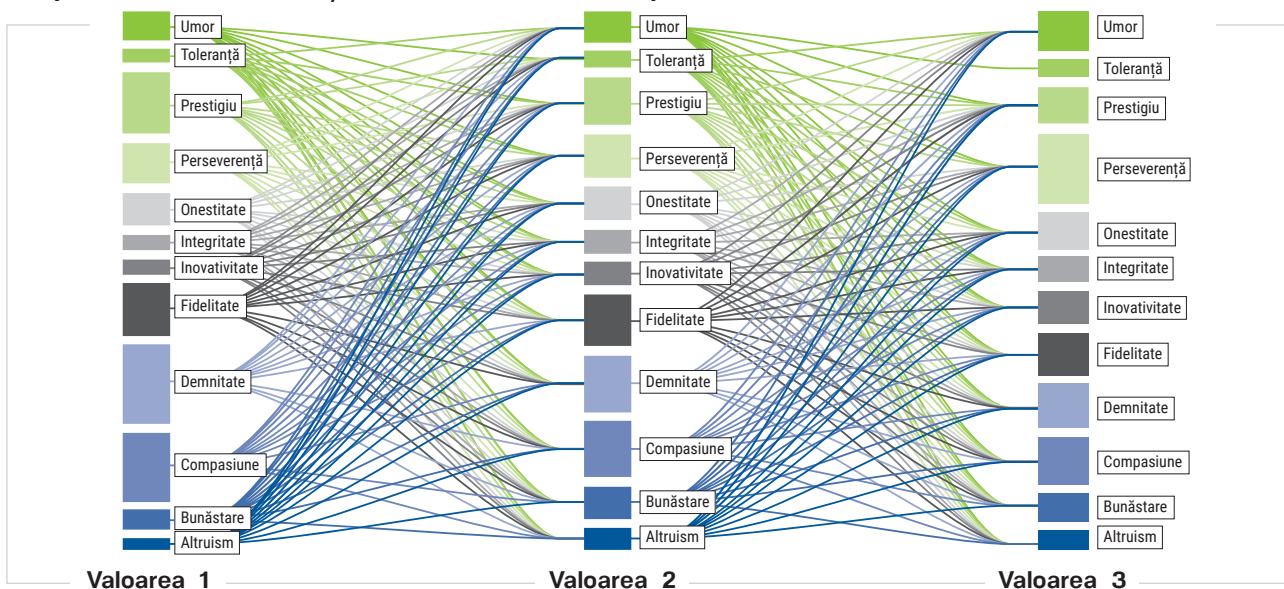 Umor
Toleranță
Prestigiu
Perseverență
Onestitate
Integritate
Inovativitate
Fidelitate
Demnitate
Compasiune
Bunăstare
Altruism
Umor
Toleranță
Prestigiu
Perseverență
Onestitate
Integritate
Inovativitate
Fidelitate
Demnitate
Compasiune
Bunăstare
Altruism
Umor
Toleranță
Prestigiu
Perseverență
Onestitate
Integritate
Inovativitate
Fidelitate
Demnitate
Compasiune
Bunăstare
Altruism
Valoarea 1
Valoarea 2
Valoarea 3